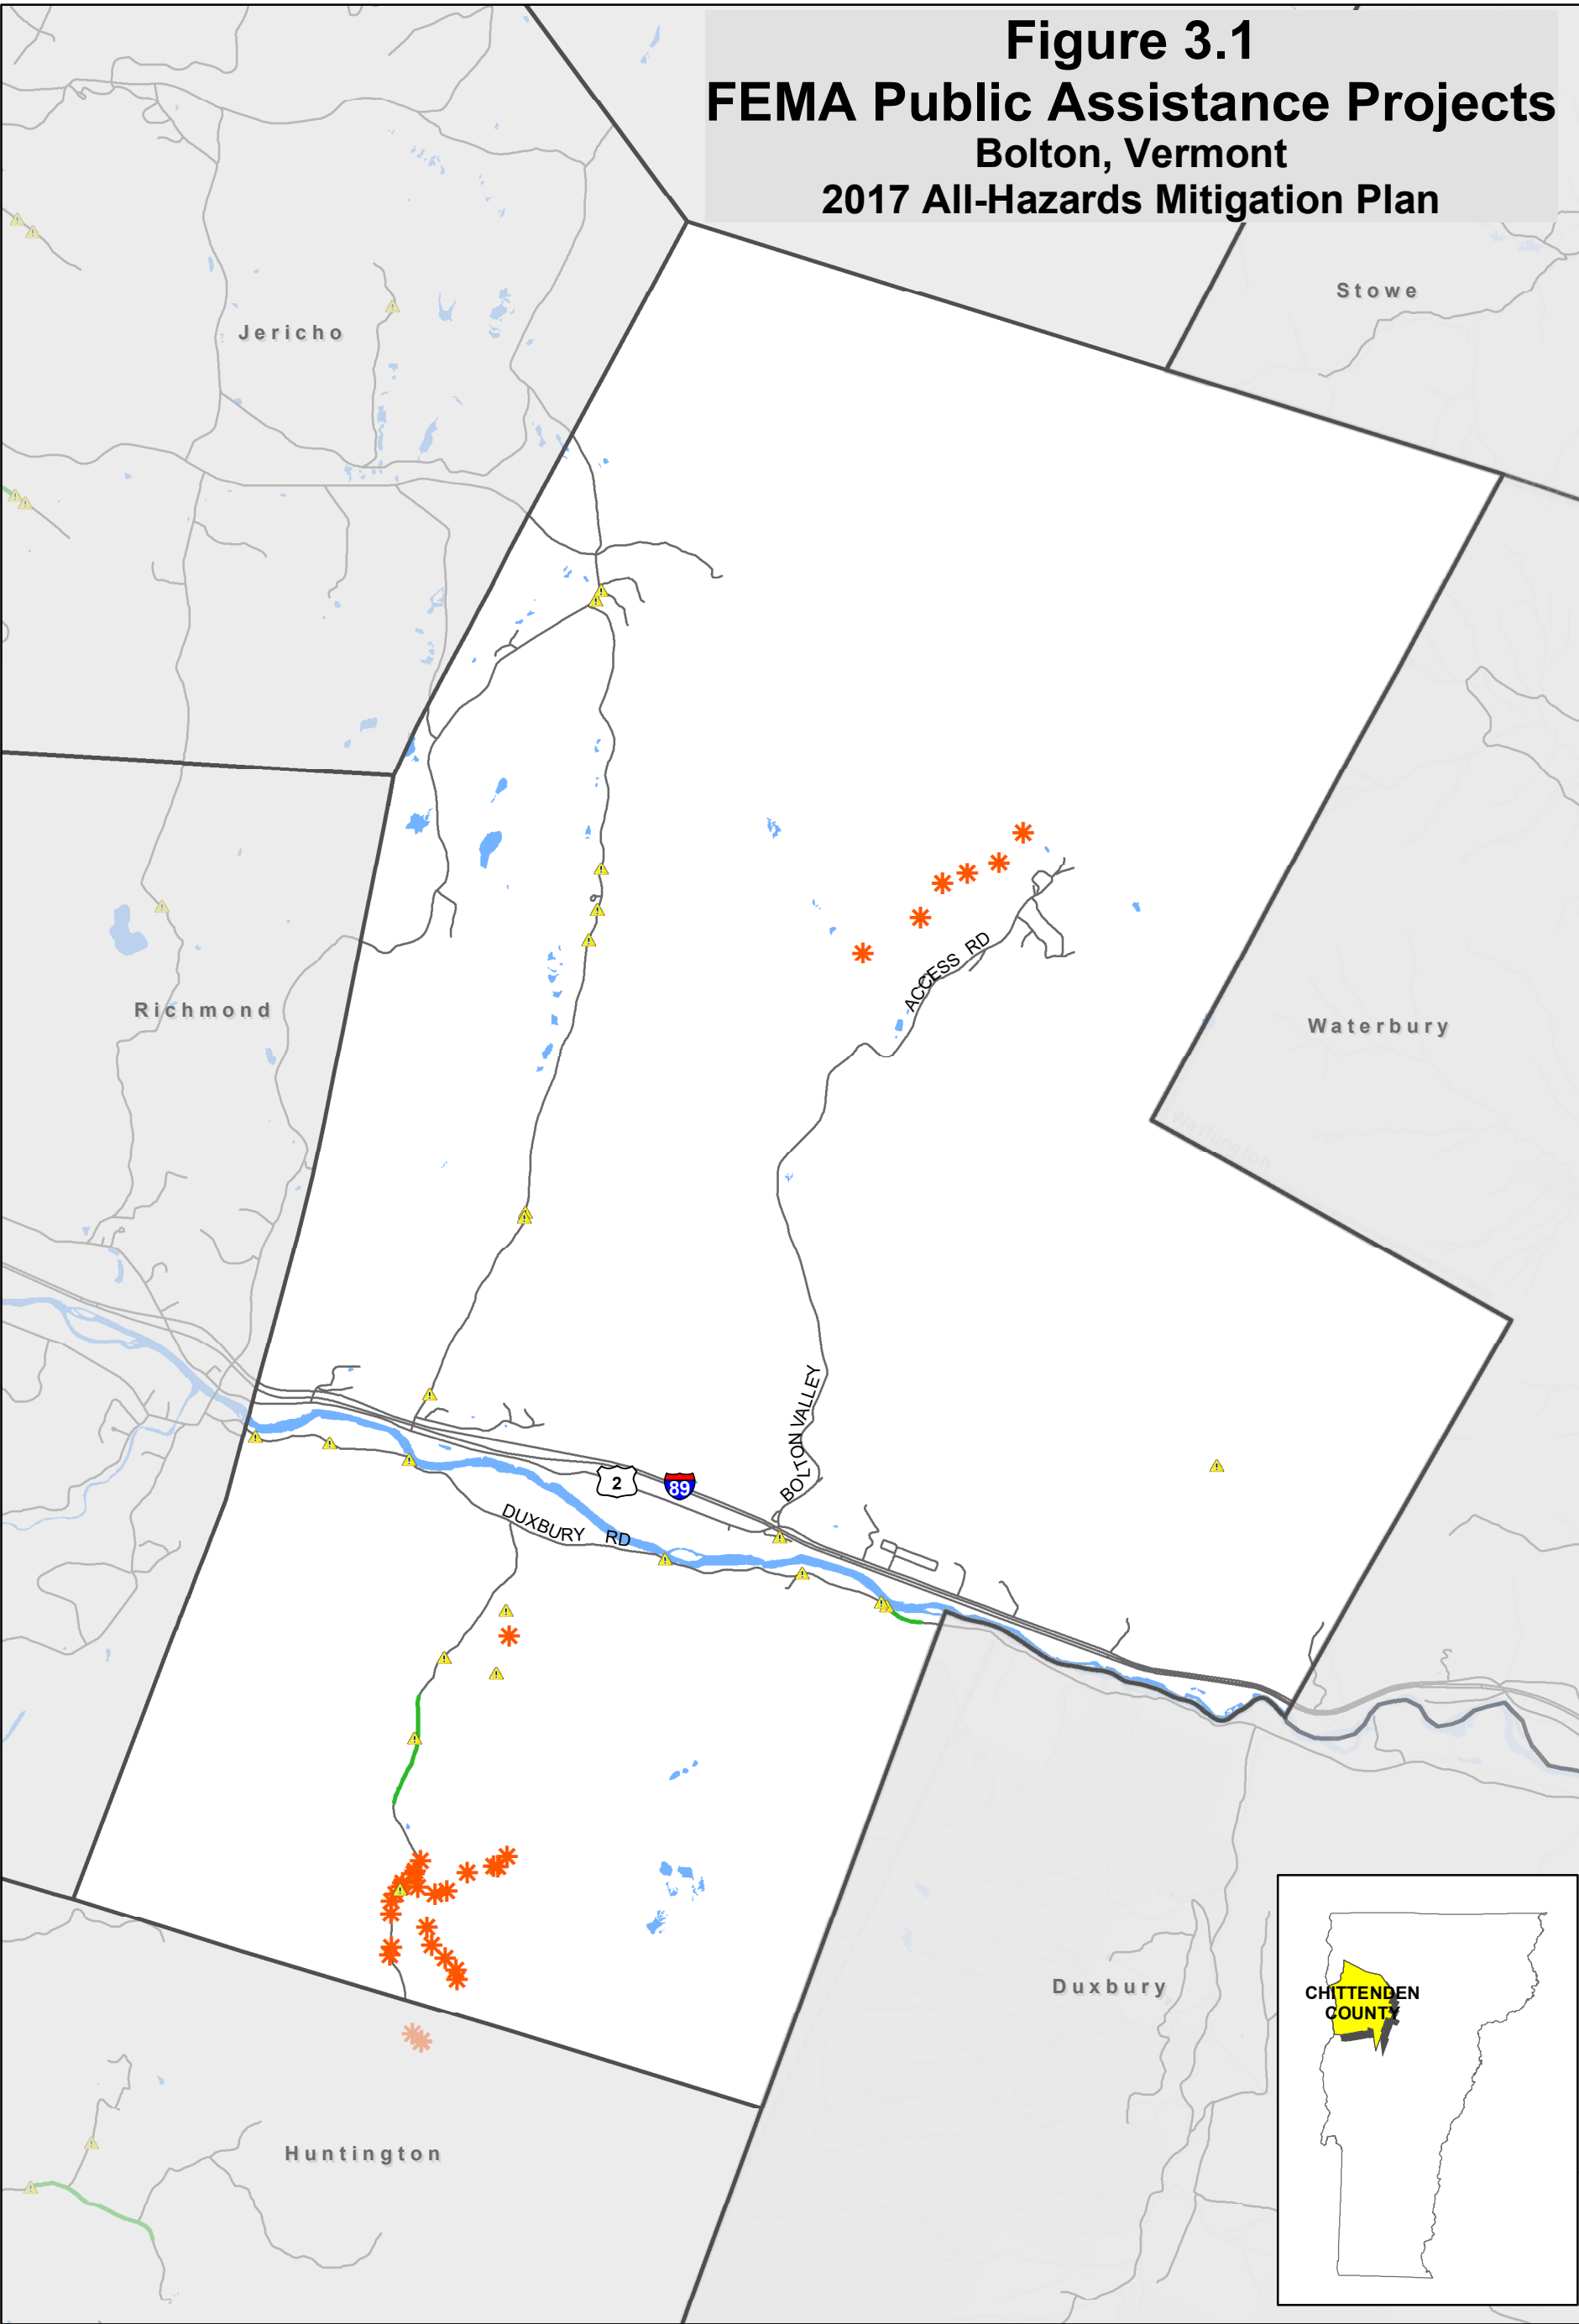 Figure 3.1
FEMA Public Assistance Projects
Bolton, Vermont
2017 All-Hazards Mitigation Plan
Stowe
Jericho
ACCESS RD
Richmond
Waterbury
Washington
BOLTON VALLEY
2
89
DUXBURY RD
Duxbury
CHITTENDEN
COUNTY
Huntington